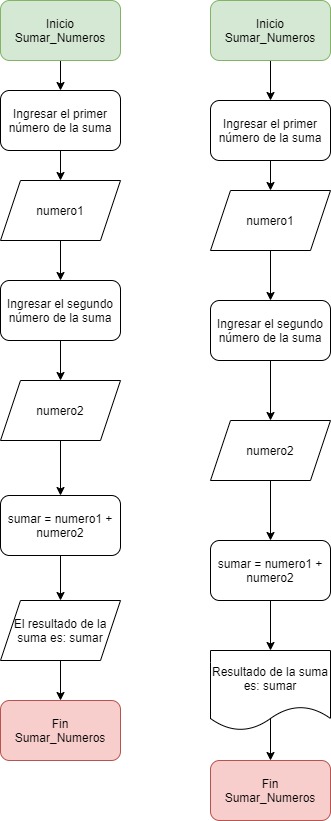 Inicio
Sumar_Numeros
Ingresar el primer
número de la suma
numero1
Ingresar el segundo
número de la suma
numero2
sumar = numero1 +
numero2
El resultado de la
suma es: sumar
Fin
Sumar_Numeros
Inicio
Sumar_Numeros
Ingresar el primer
número de la suma
numero1
Ingresar el segundo
número de la suma
numero2
sumar = numero1 +
numero2
Resultado de la suma
es: sumar
Fin
Sumar_Numeros